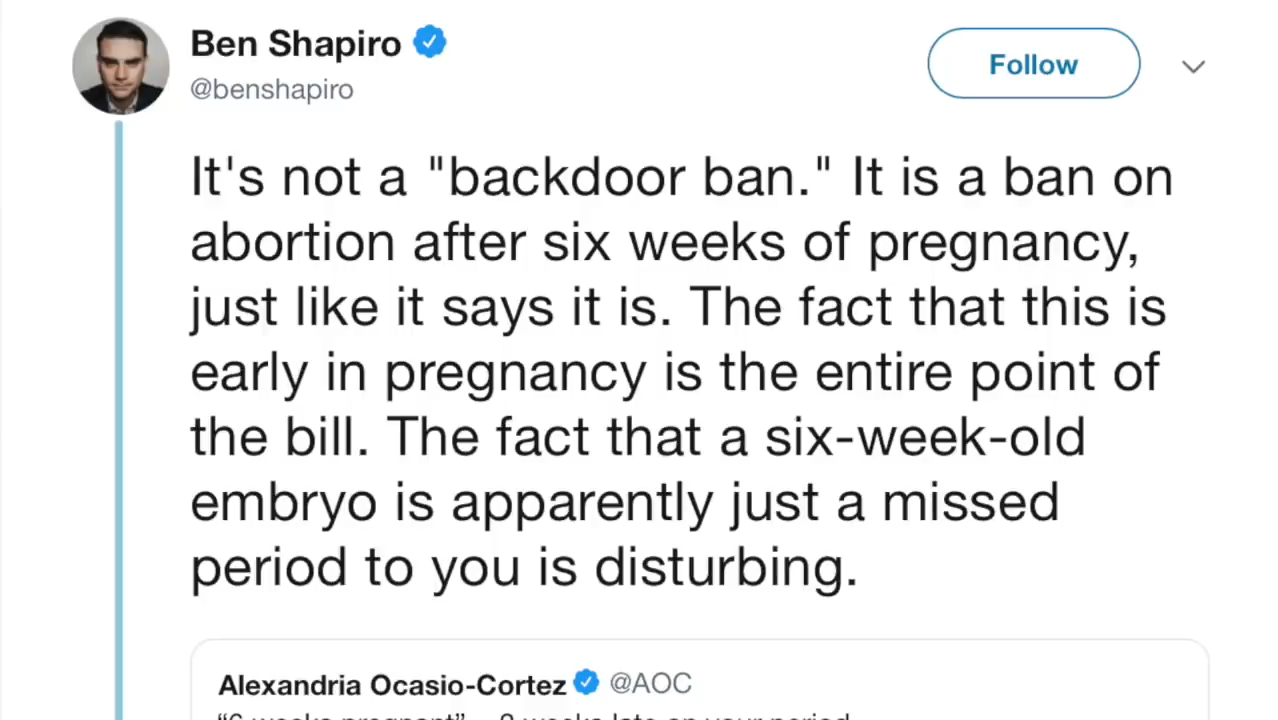 Ben Shapiro
@benshapiro
Follow
It's not a "backdoor ban." It is a ban on
abortion after six weeks of pregnancy,
just like it says it is. The fact that this is
early in pregnancy is the entire point of
the bill. The fact that a six-week-old
embryo is apparently just a missed
period to you is disturbing.
Alexandria Ocasio-Cortez @AOC